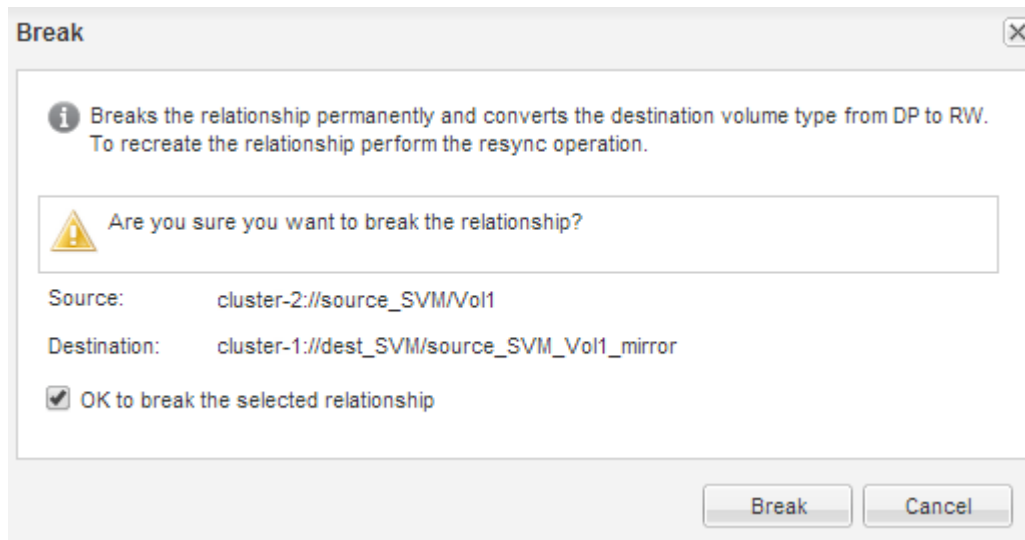 Break
Breaks the relationship permanently and converts the destination volume type from DP to RW.
To recreate the relationship perform the resync operation.
Are you sure you want to break the relationship?
Source: cluster-2://source_SVM/Vol1
Destination: cluster-1://dest_SVM/source_SVM_Vol1_mirror
OK to break the selected relationship
Break Cancel